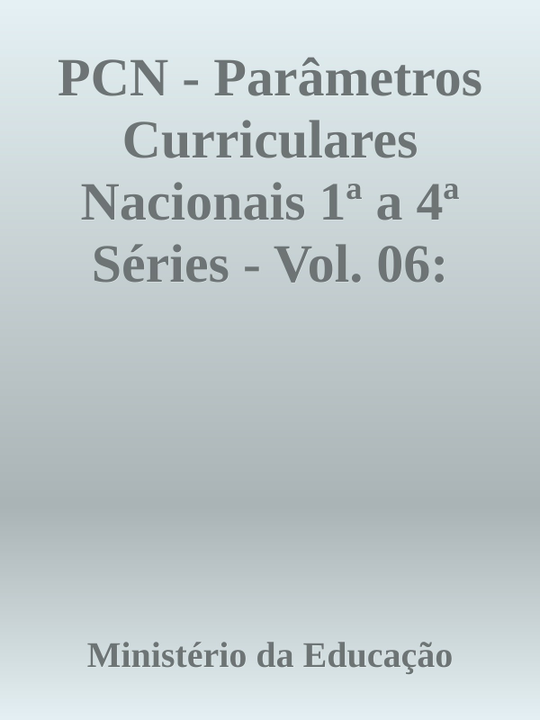 PCN - Parâmetros
Curriculares
Nacionais 1ª a 4ª
Séries - Vol. 06:
Ministério da Educação